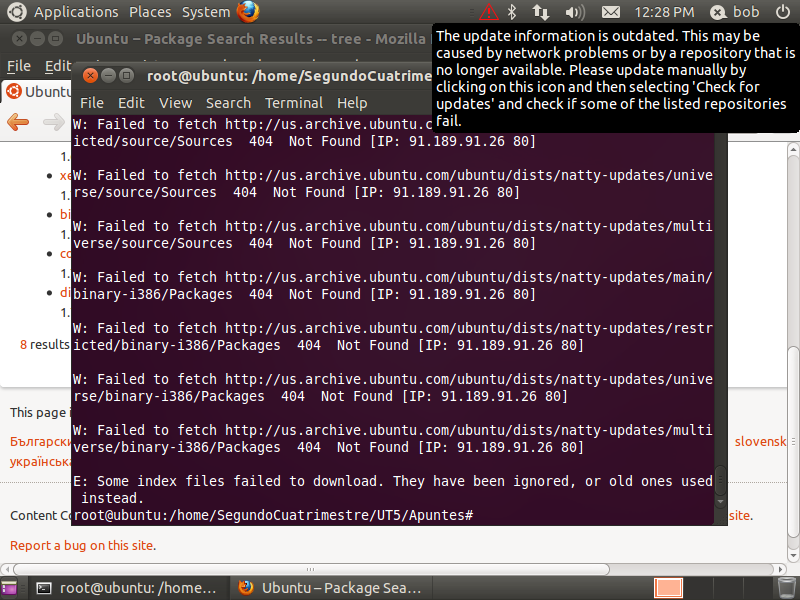 Applications Places System
12:28 PM bob
Ubuntu – Package Search Results -- tree - Mozilla
The update information is outdated. This may be
caused by network problems or by a repository that is
no longer available. Please update manually by
clicking on this icon and then selecting 'Check for
updates' and check if some of the listed repositories
fail.
File Edit
Ubuntu
root@ubuntu: /home/SegundoCuatrime
File Edit View Search Terminal Help
W: Failed to fetch http://us.archive.ubuntu.c
icted/source/Sources 404 Not Found [IP: 91.189.91.26 80]
W: Failed to fetch http://us.archive.ubuntu.com/ubuntu/dists/natty-updates/unive
rse/source/Sources 404 Not Found [IP: 91.189.91.26 80]
W: Failed to fetch http://us.archive.ubuntu.com/ubuntu/dists/natty-updates/multi
verse/source/Sources 404 Not Found [IP: 91.189.91.26 80]
W: Failed to fetch http://us.archive.ubuntu.com/ubuntu/dists/natty-updates/main/
binary-i386/Packages 404 Not Found [IP: 91.189.91.26 80]
W: Failed to fetch http://us.archive.ubuntu.com/ubuntu/dists/natty-updates/restr
icted/binary-i386/Packages 404 Not Found [IP: 91.189.91.26 80]
W: Failed to fetch http://us.archive.ubuntu.com/ubuntu/dists/natty-updates/unive
rse/binary-i386/Packages 404 Not Found [IP: 91.189.91.26 80]
W: Failed to fetch http://us.archive.ubuntu.com/ubuntu/dists/natty-updates/multi
verse/binary-i386/Packages 404 Not Found [IP: 91.189.91.26 80]
E: Some index files failed to download. They have been ignored, or old ones used
instead.
root@ubuntu:/home/SegundoCuatrimestre/UT5/Apuntes#
1.
xe
1.
bi
1.
co
1.
di
1.
8 results
This page i
Български
slovensk
українська
Content Co
site.
Report a bug on this site.
root@ubuntu: /home...
Ubuntu – Package Sea...